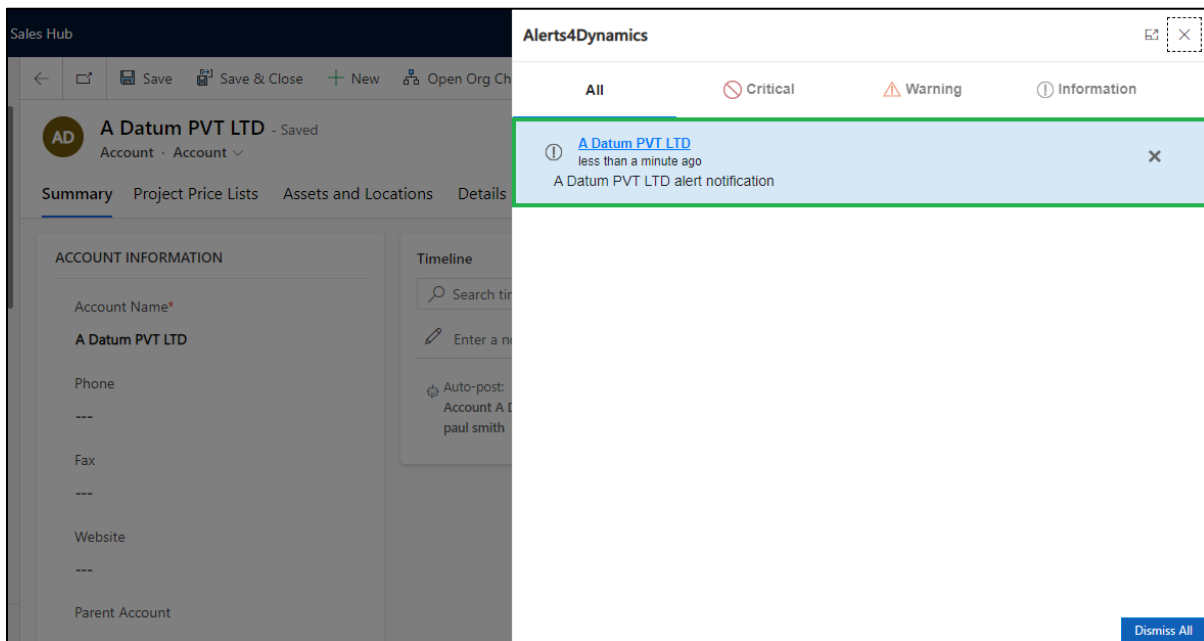 Sales Hub
Save
Save & Close
New
Open Org Ch
AD
A Datum PVT LTD - Saved
Account · Account
Summary
Project Price Lists
Assets and Locations
Details
ACCOUNT INFORMATION
Account Name*
A Datum PVT LTD
Phone
---
Fax
---
Website
---
Parent Account
Timeline
Search tir
Enter a n
Auto-post:
Account A D
paul smith
Alerts4Dynamics
All
Critical
Warning
Information
A Datum PVT LTD
less than a minute ago
A Datum PVT LTD alert notification
Dismiss All